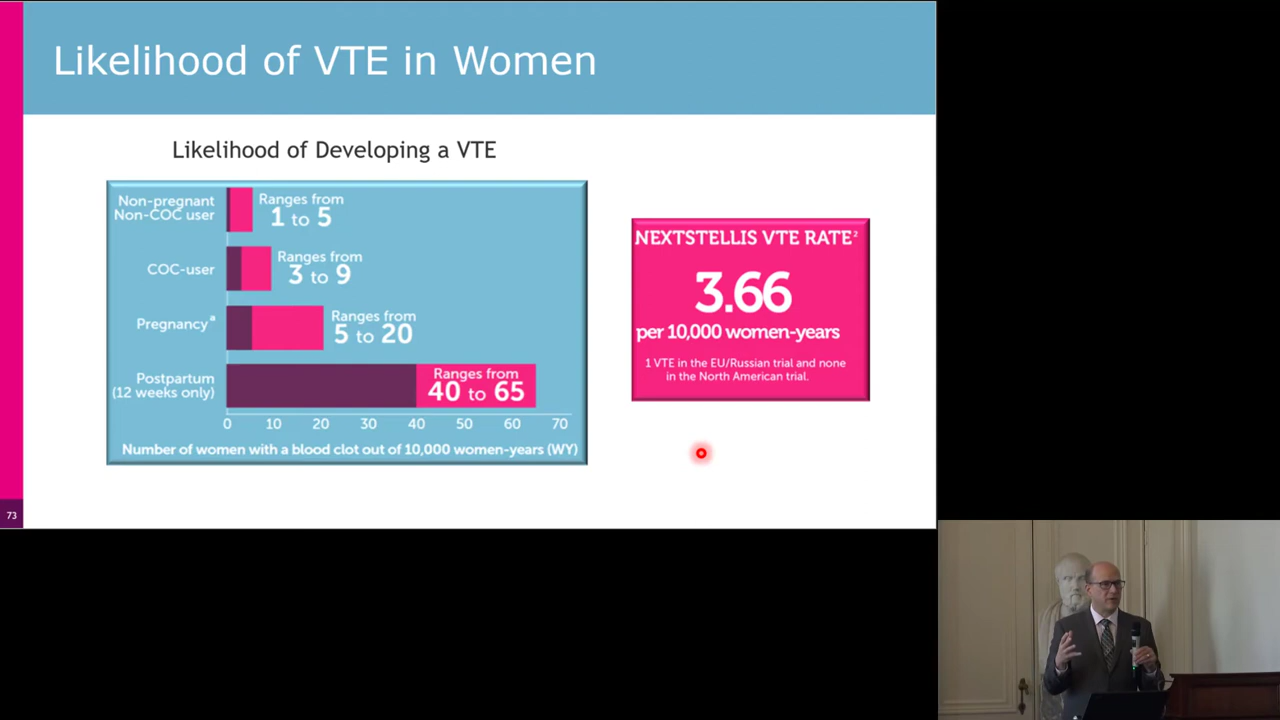 Likelihood of VTE in Women
Likelihood of Developing a VTE
Non-pregnant
Non-COC user
Ranges from
1 to 5
COC-user
Ranges from
3 to 9
Pregnancyª
Ranges from
5 to 20
Postpartum
(12 weeks only)
Ranges from
40 to 65
0 10 20 30 40 50 60 70
Number of women with a blood clot out of 10,000 women-years (WY)
NEXTSTELLIS VTE RATE²
3.66
per 10,000 women-years
1 VTE in the EU/Russian trial and none
in the North American trial.
73